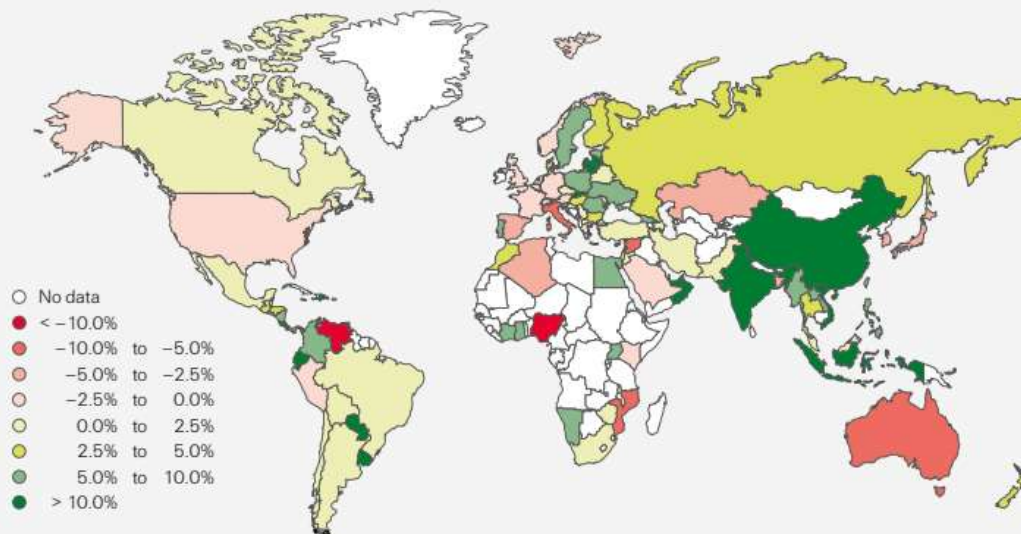 No data
< −10.0%
−10.0% to −5.0%
−5.0% to −2.5%
−2.5% to 0.0%
0.0% to 2.5%
2.5% to 5.0%
5.0% to 10.0%
> 10.0%